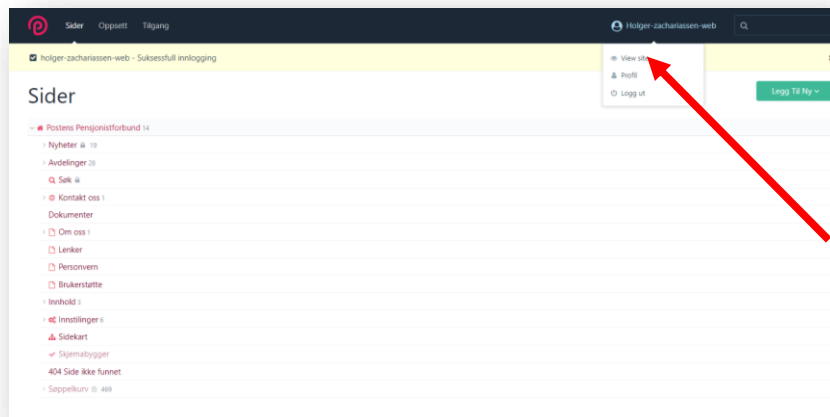 Sider Oppsett Tilgang Holger-zachariassen-web
holger-zachariassen-web - Suksessfull innlogging
View site
Profil
Logg ut
Sider
Legg Til Ny
Postens Pensjonistforbund 14
Nyheter 19
Avdelinger
Søk
Kontakt oss 1
Dokumenter
Om oss 1
Lenker
Personvern
Brukerstøtte
Innhold 3
Innstilinger 6
Sidekart
Skjemabygger
404 Side ikke funnet
Søppelkurv 469